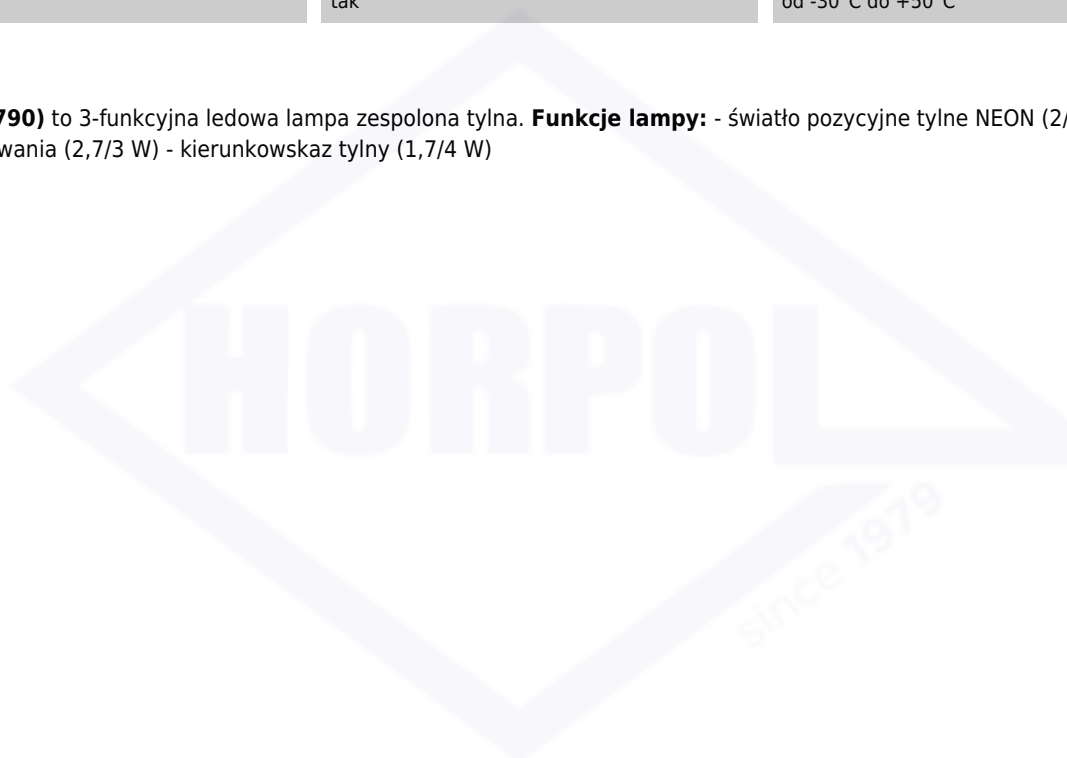 tak od -30°C do +50°C
790) to 3-funkcyjna ledowa lampa zespolona tylna. Funkcje lampy: - światło pozycyjne tylne NEON (2/
wania (2,7/3 W) - kierunkowskaz tylny (1,7/4 W)
HORPOL
since 1979